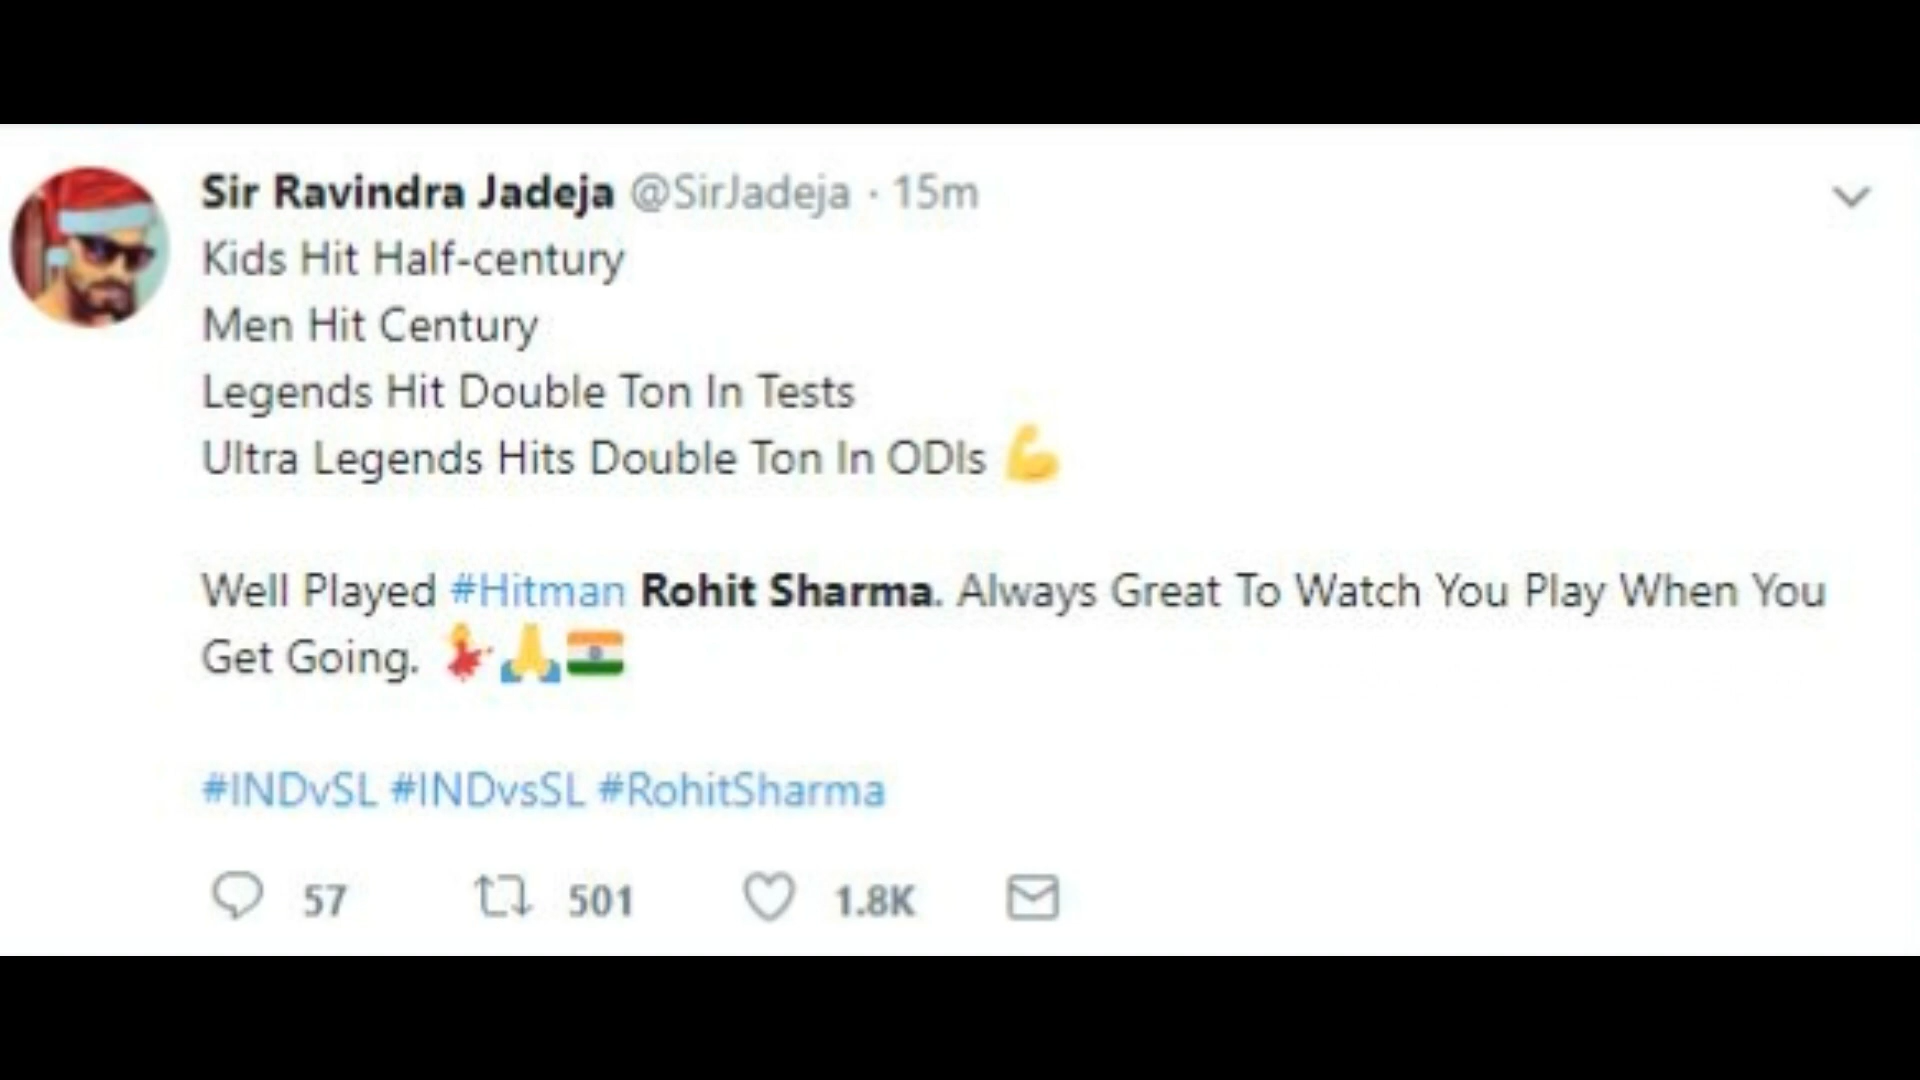 Sir Ravindra Jadeja @SirJadeja · 15m
Kids Hit Half-century
Men Hit Century
Legends Hit Double Ton In Tests
Ultra Legends Hits Double Ton In ODIs 💪
Well Played #Hitman Rohit Sharma. Always Great To Watch You Play When You
Get Going. 💃🙏🇮🇳
#INDvSL #INDvsSL #RohitSharma
57 501 1.8K